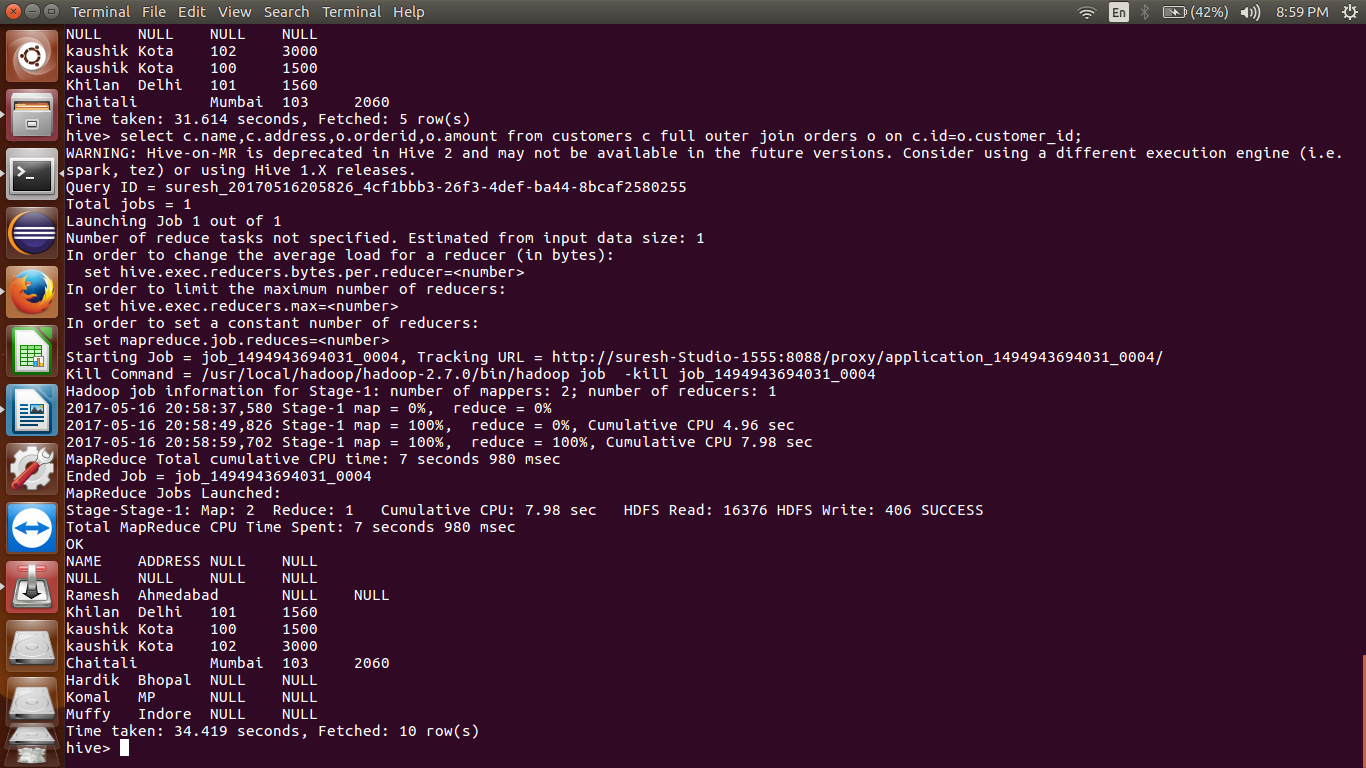 Terminal File Edit View Search Terminal Help En (42%) 8:59 PM
NULL NULL NULL NULL
kaushik Kota 102 3000
kaushik Kota 100 1500
Khilan Delhi 101 1560
Chaitali Mumbai 103 2060
Time taken: 31.614 seconds, Fetched: 5 row(s)
hive> select c.name,c.address,o.orderid,o.amount from customers c full outer join orders o on c.id=o.customer_id;
WARNING: Hive-on-MR is deprecated in Hive 2 and may not be available in the future versions. Consider using a different execution engine (i.e.
spark, tez) or using Hive 1.X releases.
Query ID = suresh_20170516205826_4cf1bbb3-26f3-4def-ba44-8bcaf2580255
Total jobs = 1
Launching Job 1 out of 1
Number of reduce tasks not specified. Estimated from input data size: 1
In order to change the average load for a reducer (in bytes):
  set hive.exec.reducers.bytes.per.reducer=<number>
In order to limit the maximum number of reducers:
  set hive.exec.reducers.max=<number>
In order to set a constant number of reducers:
  set mapreduce.job.reduces=<number>
Starting Job = job_1494943694031_0004, Tracking URL = http://suresh-Studio-1555:8088/proxy/application_1494943694031_0004/
Kill Command = /usr/local/hadoop/hadoop-2.7.0/bin/hadoop job  -kill job_1494943694031_0004
Hadoop job information for Stage-1: number of mappers: 2; number of reducers: 1
2017-05-16 20:58:37,580 Stage-1 map = 0%,  reduce = 0%
2017-05-16 20:58:49,826 Stage-1 map = 100%,  reduce = 0%, Cumulative CPU 4.96 sec
2017-05-16 20:58:59,702 Stage-1 map = 100%,  reduce = 100%, Cumulative CPU 7.98 sec
MapReduce Total cumulative CPU time: 7 seconds 980 msec
Ended Job = job_1494943694031_0004
MapReduce Jobs Launched:
Stage-Stage-1: Map: 2  Reduce: 1   Cumulative CPU: 7.98 sec   HDFS Read: 16376 HDFS Write: 406 SUCCESS
Total MapReduce CPU Time Spent: 7 seconds 980 msec
OK
NAME ADDRESS NULL NULL
NULL NULL NULL NULL
Ramesh Ahmedabad NULL NULL
Khilan Delhi 101 1560
kaushik Kota 100 1500
kaushik Kota 102 3000
Chaitali Mumbai 103 2060
Hardik Bhopal NULL NULL
Komal MP NULL NULL
Muffy Indore NULL NULL
Time taken: 34.419 seconds, Fetched: 10 row(s)
hive>